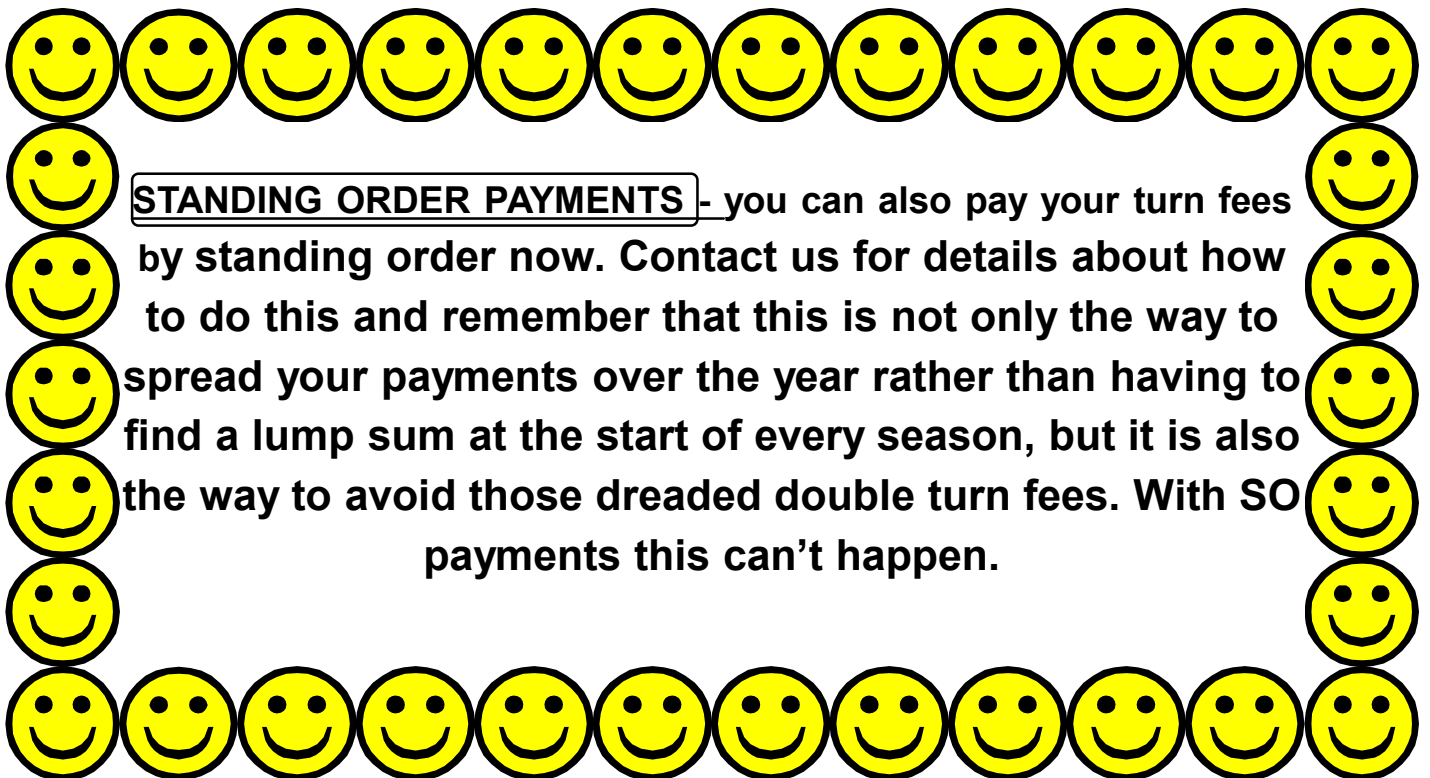 STANDING ORDER PAYMENTS - you can also pay your turn fees
by standing order now. Contact us for details about how
to do this and remember that this is not only the way to
spread your payments over the year rather than having to
find a lump sum at the start of every season, but it is also
the way to avoid those dreaded double turn fees. With SO
payments this can’t happen.